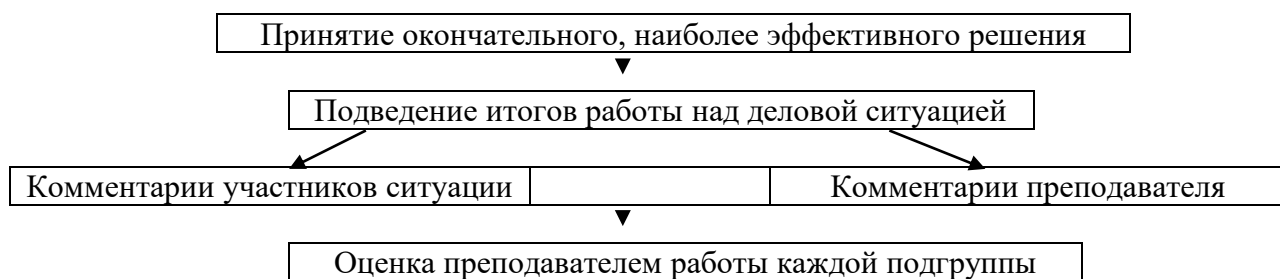 Принятие окончательного, наиболее эффективного решения
Подведение итогов работы над деловой ситуацией
Комментарии участников ситуации
Комментарии преподавателя
Оценка преподавателем работы каждой подгруппы